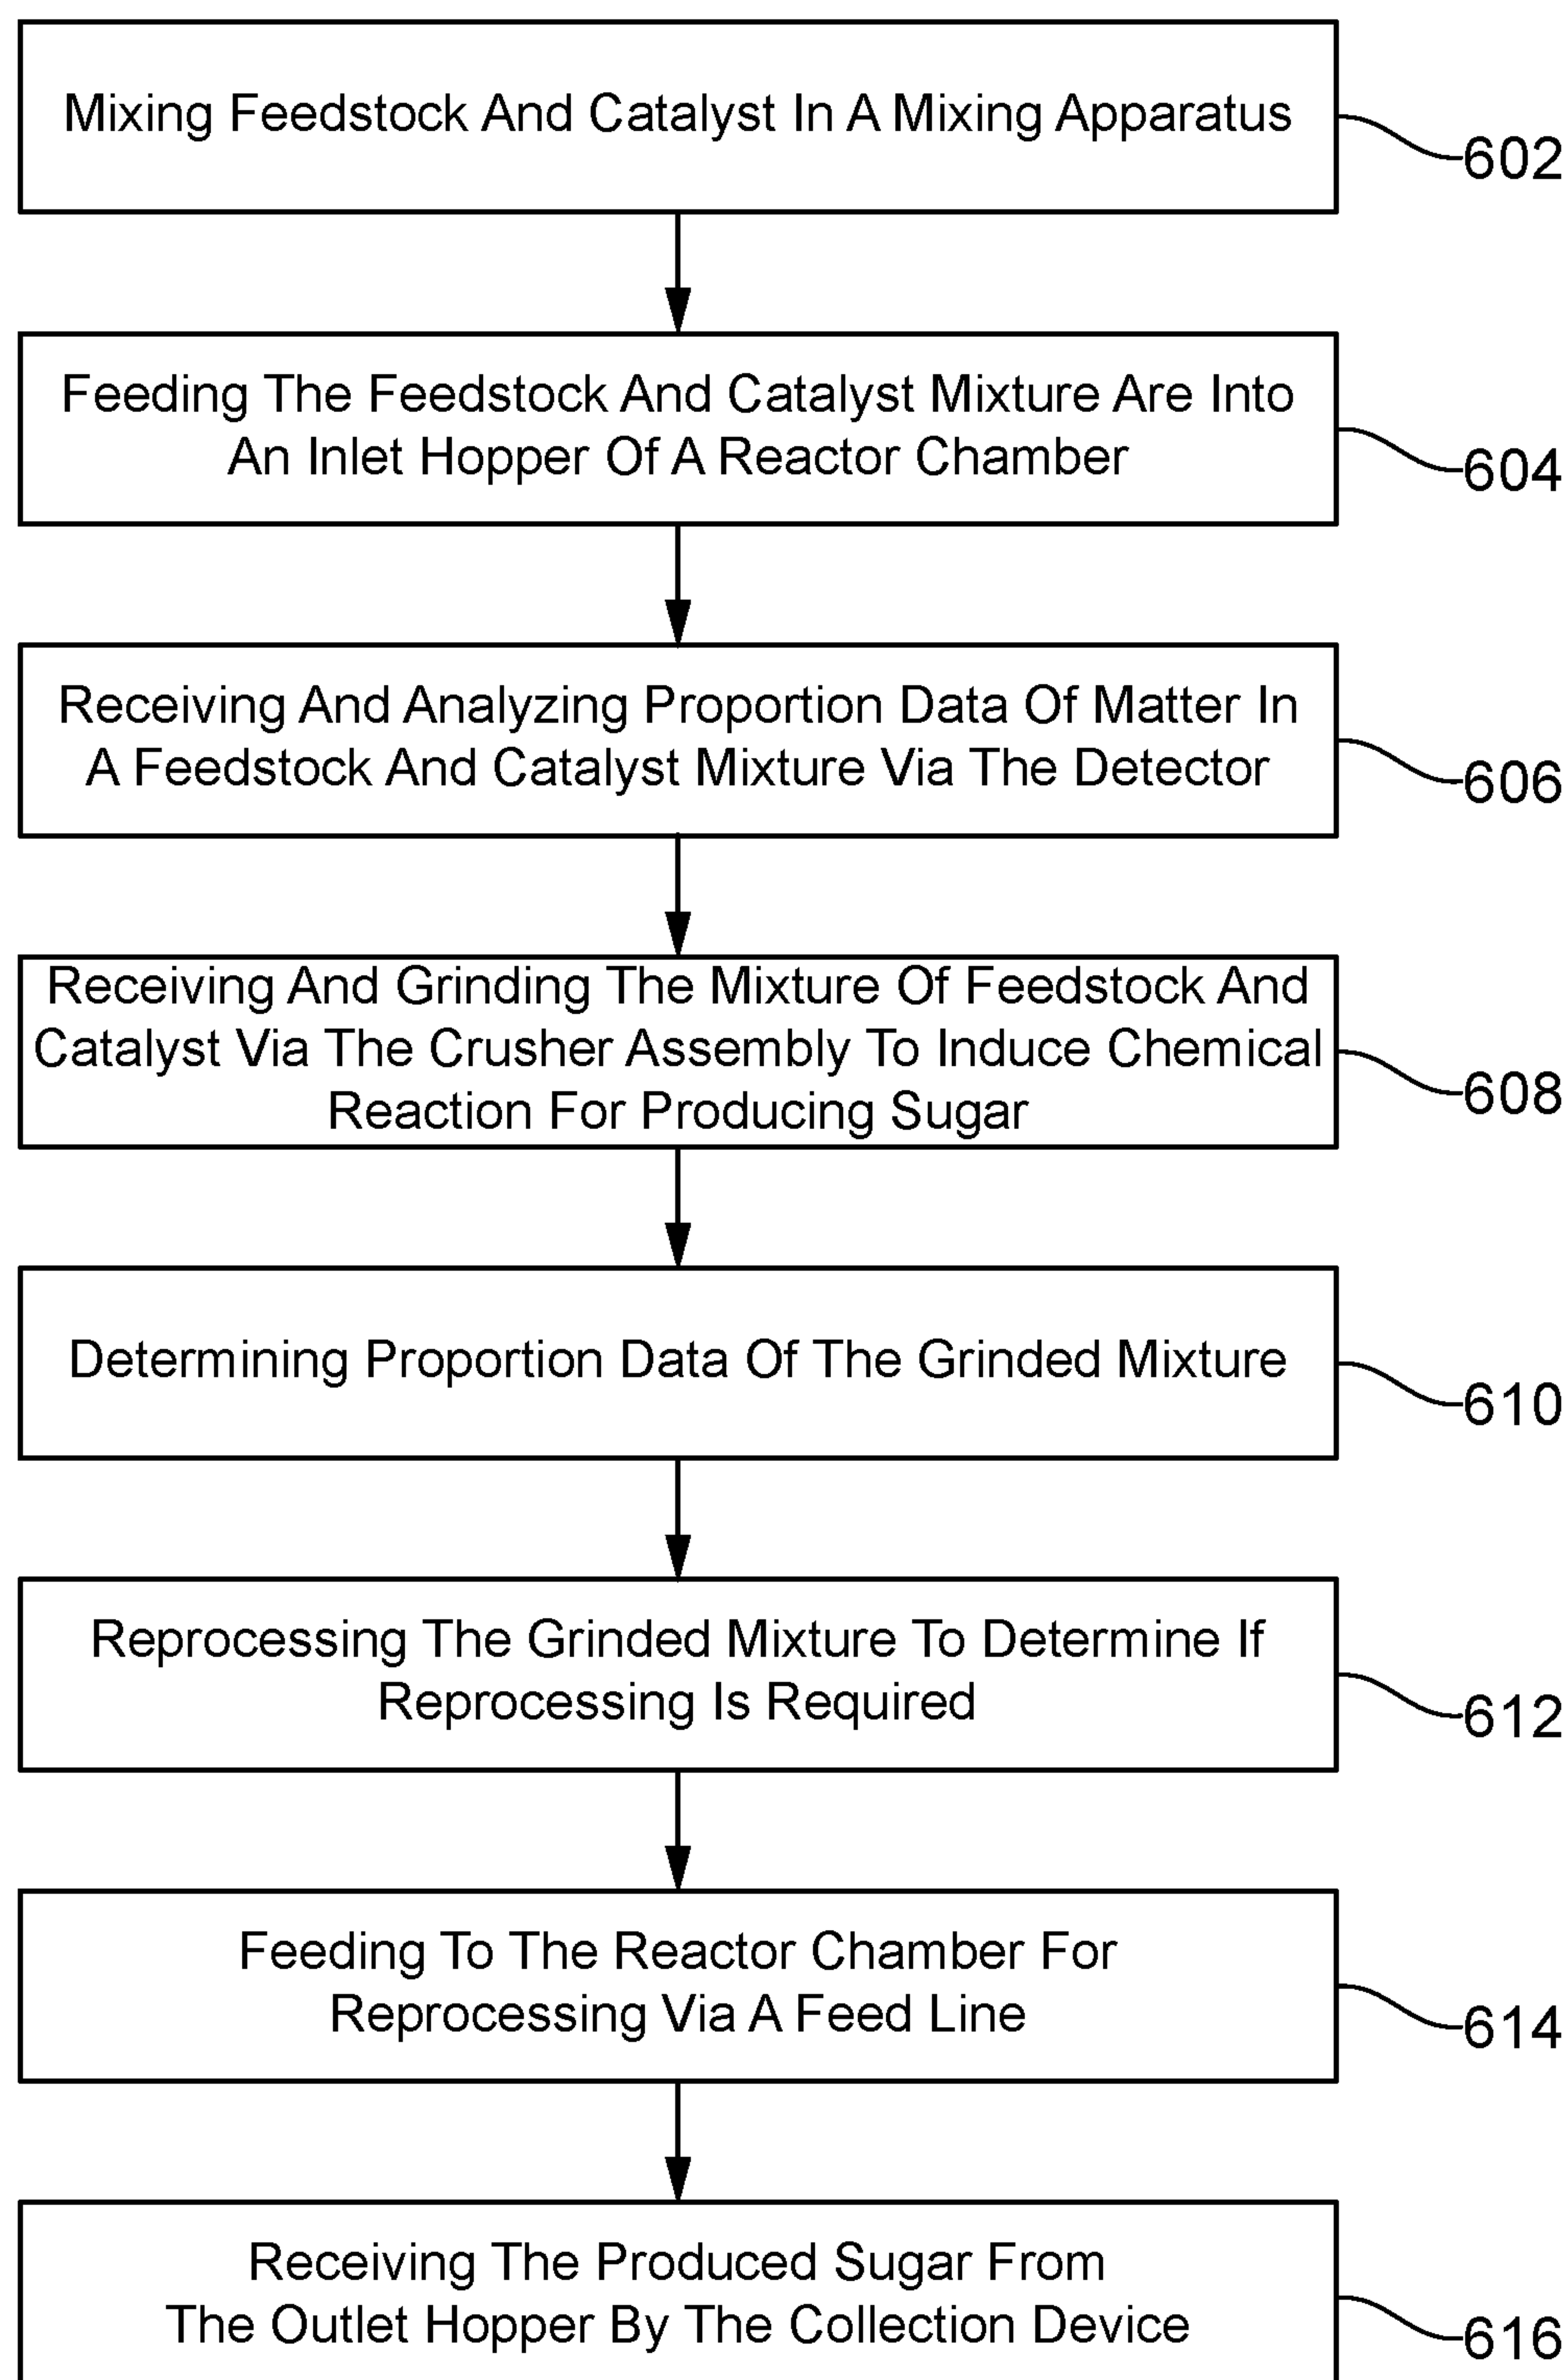 Mixing Feedstock And Catalyst In A Mixing Apparatus
602
Feeding The Feedstock And Catalyst Mixture Are Into
An Inlet Hopper Of A Reactor Chamber
604
Receiving And Analyzing Proportion Data Of Matter In
A Feedstock And Catalyst Mixture Via The Detector
606
Receiving And Grinding The Mixture Of Feedstock And
Catalyst Via The Crusher Assembly To Induce Chemical
Reaction For Producing Sugar
608
Determining Proportion Data Of The Grinded Mixture
610
Reprocessing The Grinded Mixture To Determine If
Reprocessing Is Required
612
Feeding To The Reactor Chamber For
Reprocessing Via A Feed Line
614
Receiving The Produced Sugar From
The Outlet Hopper By The Collection Device
616